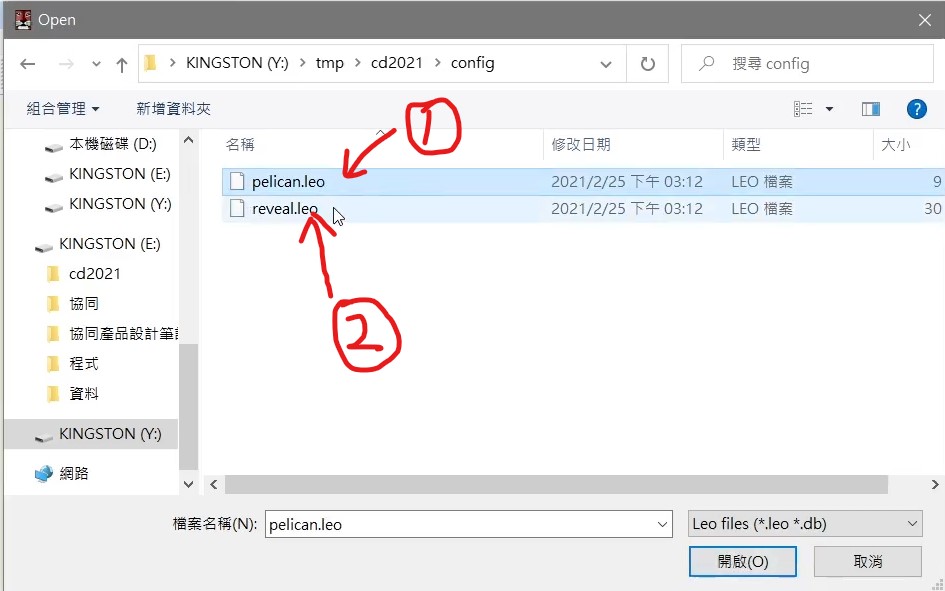 Open
KINGSTON (Y:) > tmp > cd2021 > config
搜尋 config
組合管理 新增資料夾
名稱 修改日期 類型 大小
本機磁碟 (D:)
KINGSTON (E:)
KINGSTON (Y:)
KINGSTON (E:)
cd2021
協同
協同產品設計筆記
程式
資料
KINGSTON (Y:)
網路
pelican.leo 2021/2/25 下午 03:12 LEO 檔案 9
reveal.leo 2021/2/25 下午 03:12 LEO 檔案 30
1
2
檔案名稱(N): pelican.leo Leo files (*.leo *.db)
開啟(O) 取消